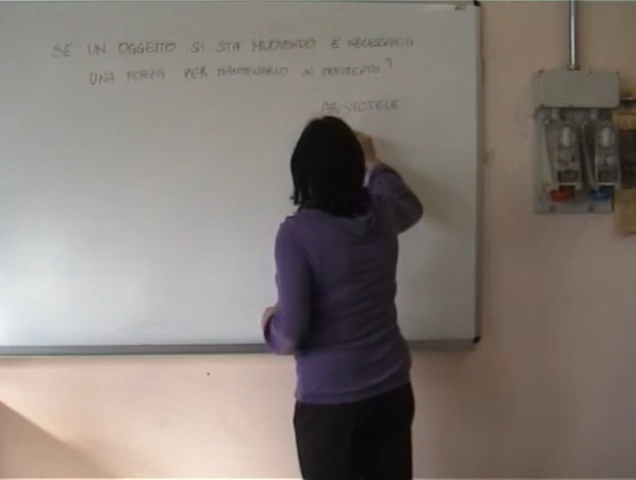 SE UN OGGETTO SI STA MUOVENDO È NECESSARIA
UNA FORZA PER MANTENERLO IN MOVIMENTO?
ARISTOTELE